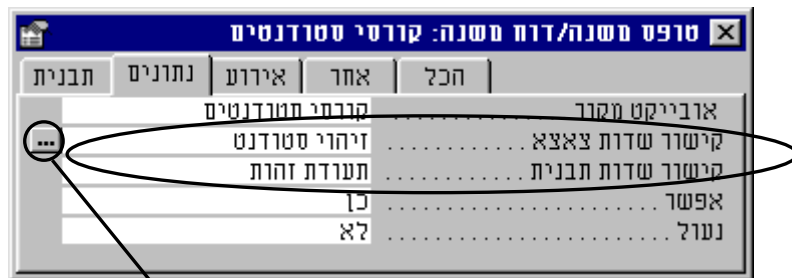 טופס משנה/דוח משנה: קורסי סטודנטים
תבנית נתונים אירוע אחר הכל
אובייקט מקור............ קורסי סטודנטים
קישור שדות צאצא............ זיהוי סטודנט
קישור שדות תבנית............ תעודת זהות
אפשר........................ כן
נעול........................ לא
...